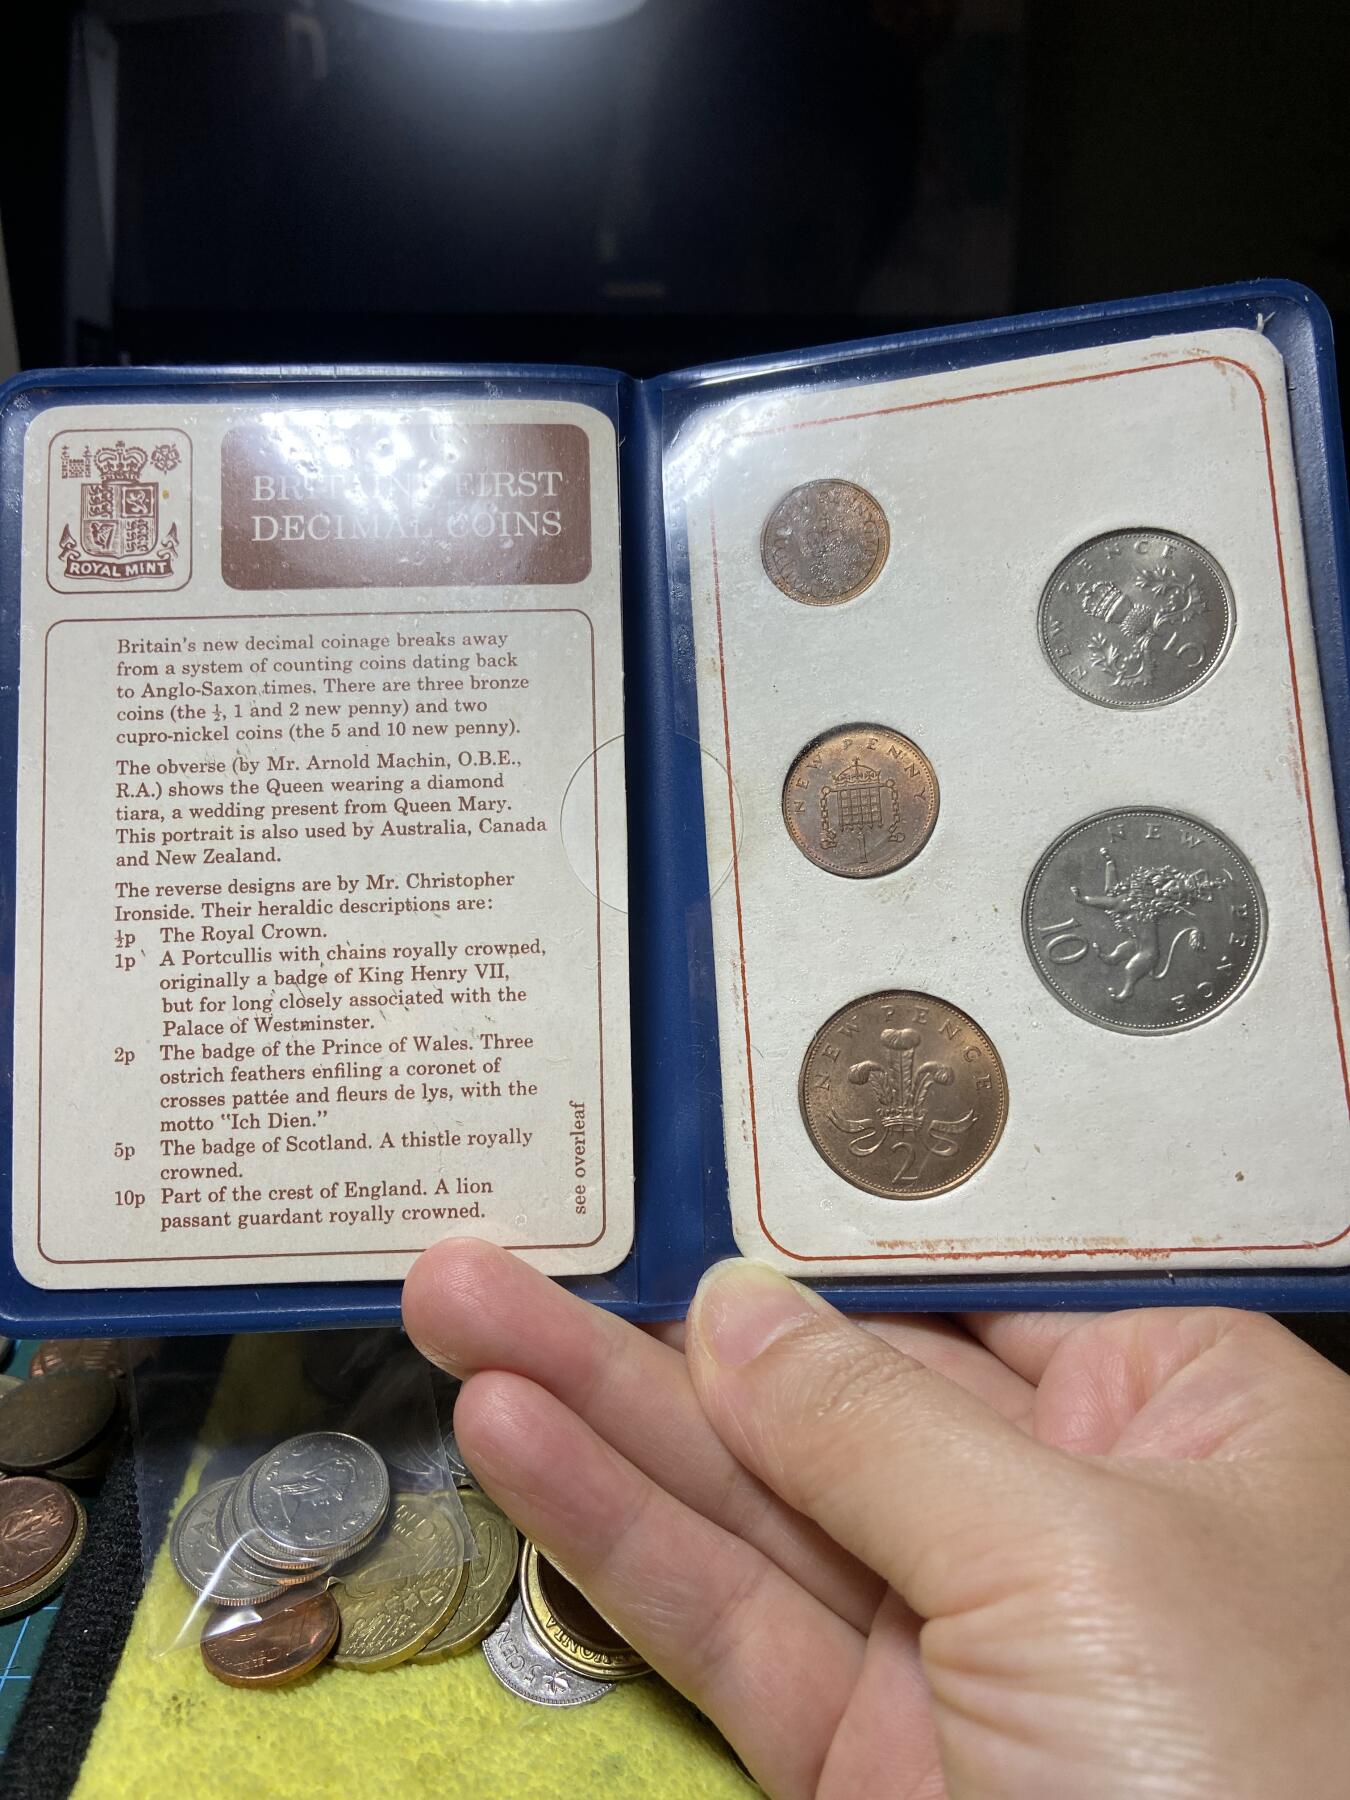 ROYAL MINT
BRITAIN'S FIRST
DECIMAL COINS
Britain's new decimal coinage breaks away
from a system of counting coins dating back
to Anglo-Saxon times. There are three bronze
coins (the ½, 1 and 2 new penny) and two
cupro-nickel coins (the 5 and 10 new penny).
The obverse (by Mr. Arnold Machin, O.B.E.,
R.A.) shows the Queen wearing a diamond
tiara, a wedding present from Queen Mary.
This portrait is also used by Australia, Canada
and New Zealand.
The reverse designs are by Mr. Christopher
Ironside. Their heraldic descriptions are:
½p The Royal Crown.
1p A Portcullis with chains royally crowned,
originally a badge of King Henry VII,
but for long closely associated with the
Palace of Westminster.
2p The badge of the Prince of Wales. Three
ostrich feathers enfiling a coronet of
crosses pattée and fleurs de lys, with the
motto "Ich Dien."
5p The badge of Scotland. A thistle royally
crowned.
10p Part of the crest of England. A lion
passant guardant royally crowned.
see overleaf
NEW PENCE
5
NEW PENNY
1
NEW PENCE
10
NEW PENCE
2
5 CEN